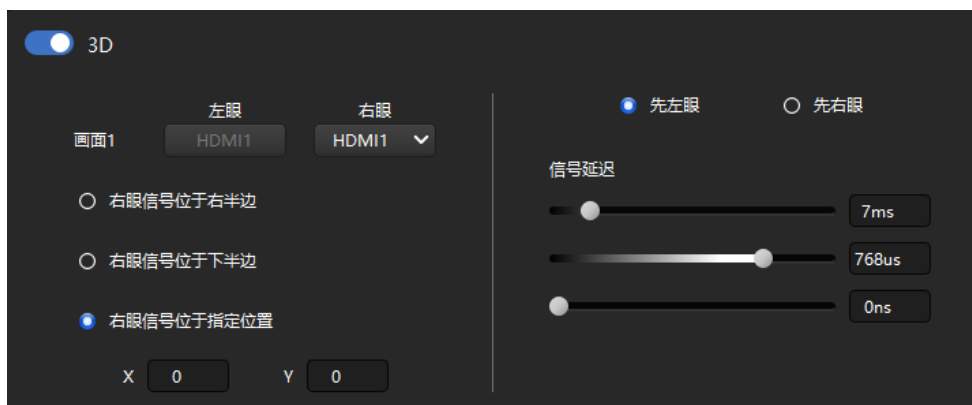 3D
左眼 右眼
画面1 HDMI1 HDMI1
右眼信号位于右半边
右眼信号位于下半边
右眼信号位于指定位置
X 0 Y 0
先左眼 先右眼
信号延迟
7ms
768us
0ns